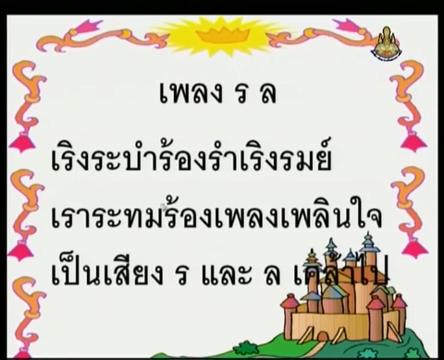 เพลง ร ล
เริงระบำร้องรำเริงรมย์
เราระทมร้องเพลงเพลินใจ
เป็นเสียง ร และ ล เคล้าไป